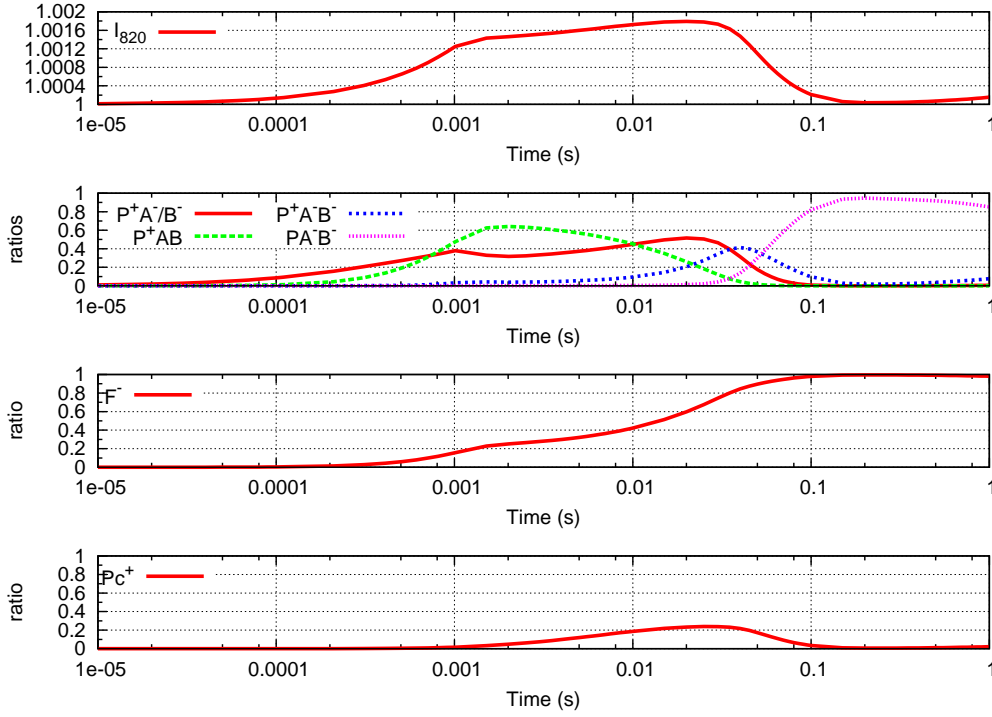 1.002
I820
1.0016
1.0012
1.0008
1.0004
1
1e-05 0.0001 0.001 0.01 0.1 1
Time (s)
ratios
1
P+A-/B- P+A-B-
0.8
P+AB PA-B-
0.6
0.4
0.2
0
1e-05 0.0001 0.001 0.01 0.1 1
Time (s)
ratio
1
F-
0.8
0.6
0.4
0.2
0
1e-05 0.0001 0.001 0.01 0.1 1
Time (s)
ratio
1
Pc+
0.8
0.6
0.4
0.2
0
1e-05 0.0001 0.001 0.01 0.1 1
Time (s)